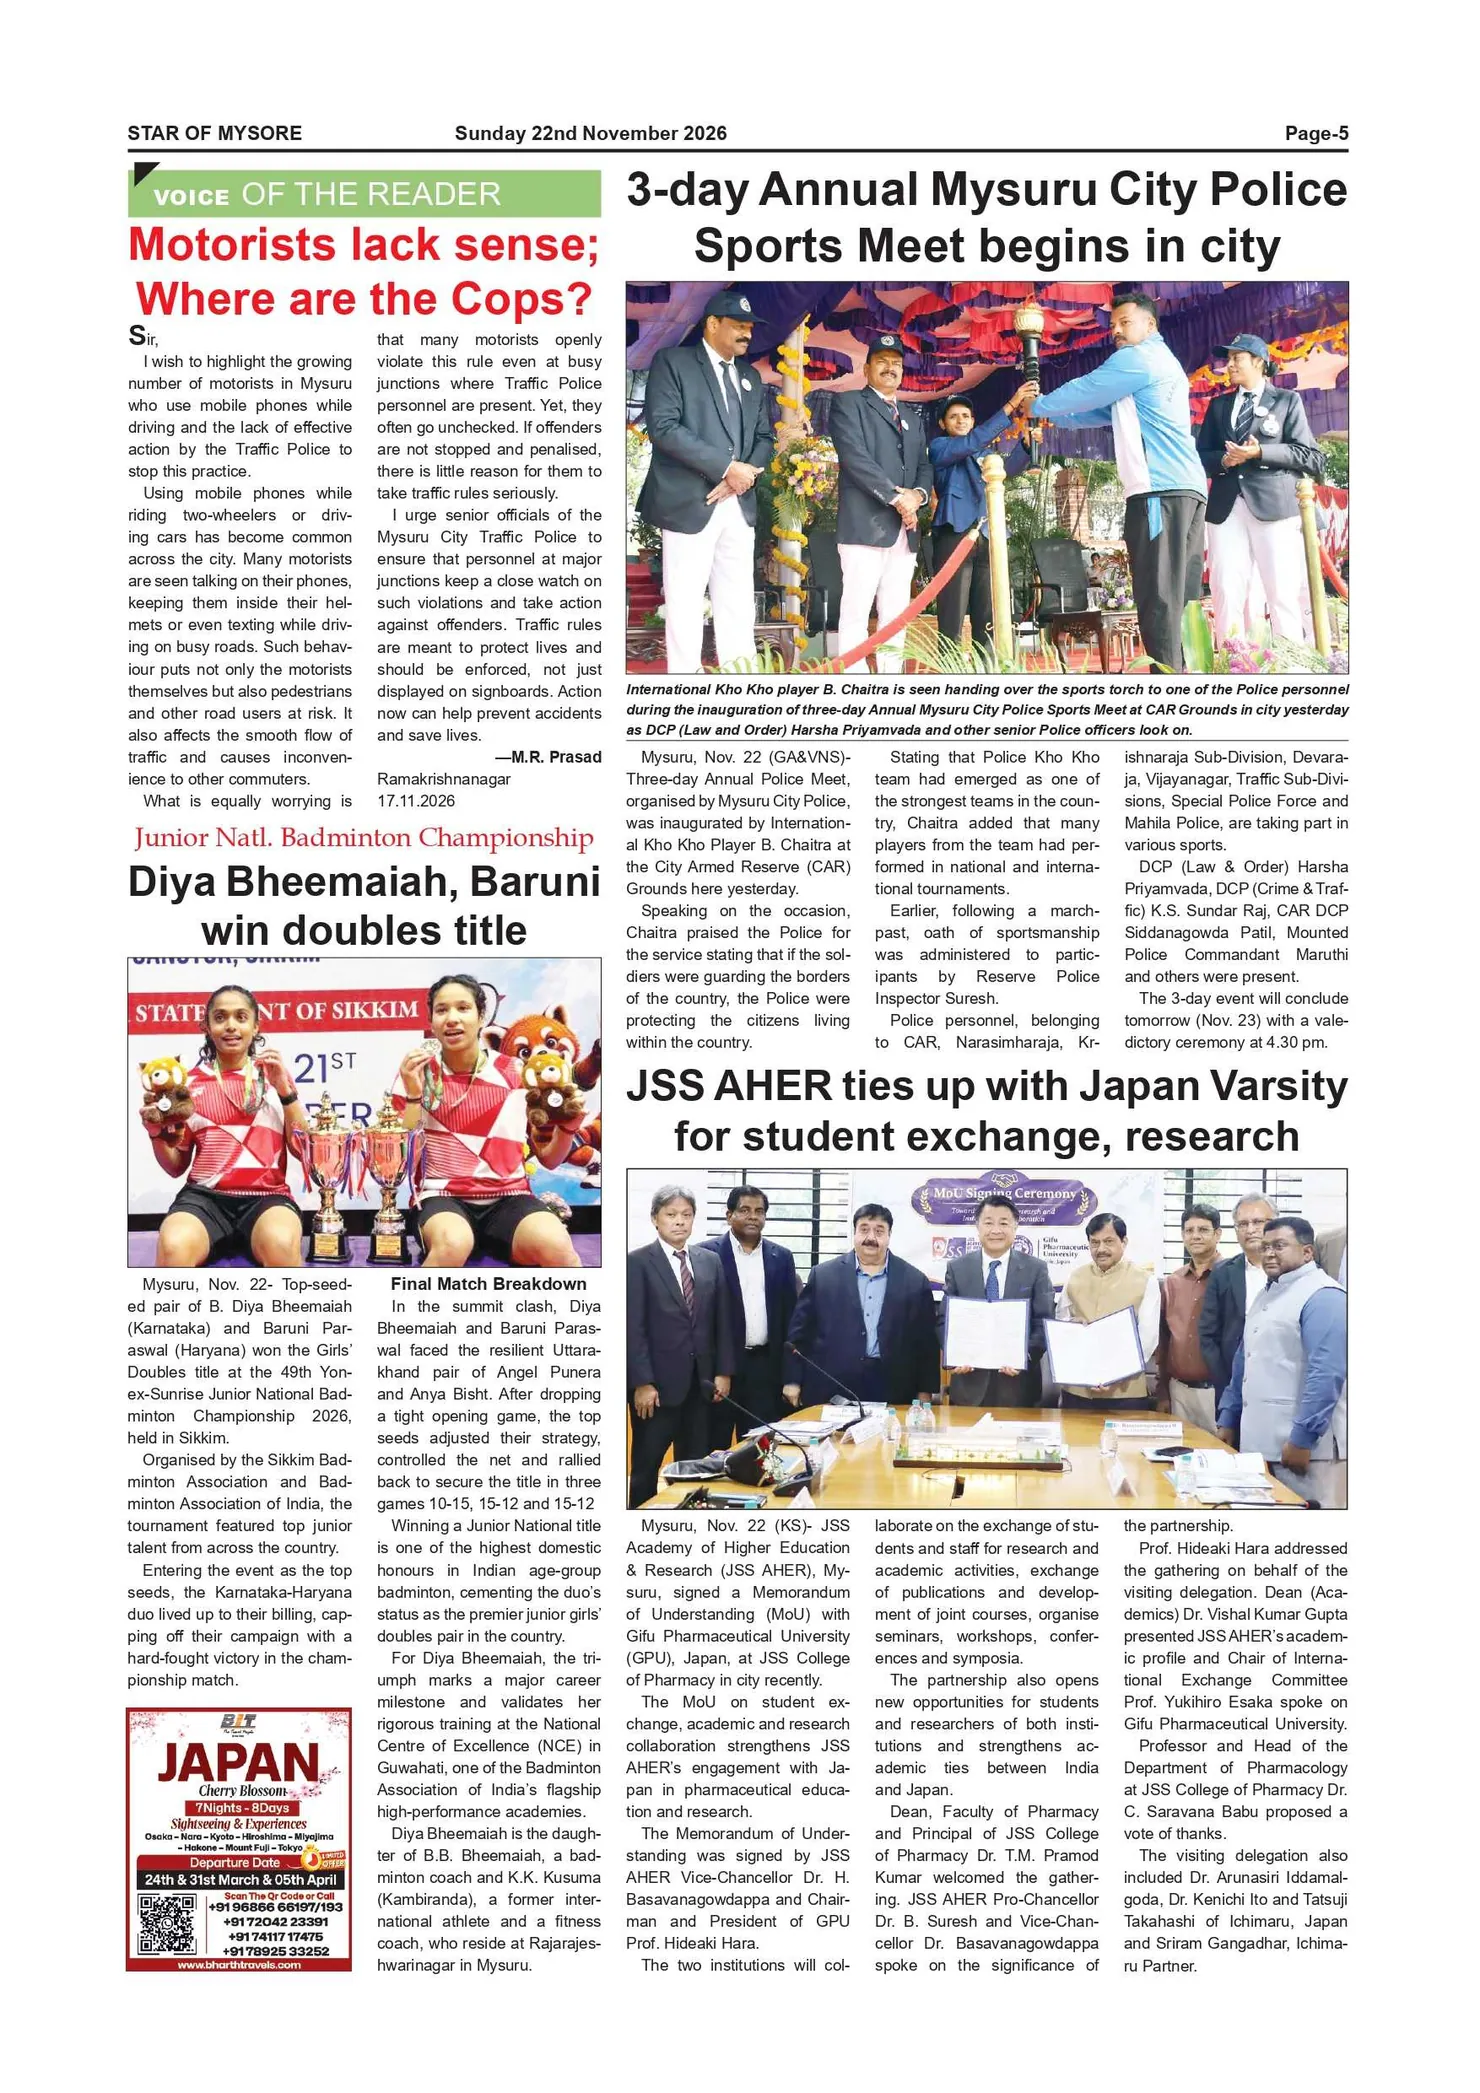 STAR OF MYSORE
Sunday 22nd November 2026
Page-5
VOICE OF THE READER
Motorists lack sense;
Where are the Cops?
Sir,
I wish to highlight the growing
number of motorists in Mysuru
who use mobile phones while
driving and the lack of effective
action by the Traffic Police to
stop this practice.
Using mobile phones while
riding two-wheelers or driv-
ing cars has become common
across the city. Many motorists
are seen talking on their phones,
keeping them inside their hel-
mets or even texting while driv-
ing on busy roads. Such behav-
iour puts not only the motorists
themselves but also pedestrians
and other road users at risk. It
also affects the smooth flow of
traffic and causes inconven-
ience to other commuters.
What is equally worrying is
that many motorists openly
violate this rule even at busy
junctions where Traffic Police
personnel are present. Yet, they
often go unchecked. If offenders
are not stopped and penalised,
there is little reason for them to
take traffic rules seriously.
I urge senior officials of the
Mysuru City Traffic Police to
ensure that personnel at major
junctions keep a close watch on
such violations and take action
against offenders. Traffic rules
are meant to protect lives and
should be enforced, not just
displayed on signboards. Action
now can help prevent accidents
and save lives.
—M.R. Prasad
Ramakrishnanagar
17.11.2026
Junior Natl. Badminton Championship
Diya Bheemaiah, Baruni
win doubles title
STATE NT OF SIKKIM
21ST
Mysuru, Nov. 22- Top-seed-
ed pair of B. Diya Bheemaiah
(Karnataka) and Baruni Par-
aswal (Haryana) won the Girls'
Doubles title at the 49th Yon-
ex-Sunrise Junior National Bad-
minton Championship 2026,
held in Sikkim.
Organised by the Sikkim Bad-
minton Association and Bad-
minton Association of India, the
tournament featured top junior
talent from across the country.
Entering the event as the top
seeds, the Karnataka-Haryana
duo lived up to their billing, cap-
ping off their campaign with a
hard-fought victory in the cham-
pionship match.
BIT
JAPAN
Cherry Blossom
7Nights - 8Days
Sightseeing & Experiences
Osaka – Nara – Kyoto – Hiroshima – Miyajima
– Hakone – Mount Fuji – Tokyo
LIMITED
OFFER
Departure Date
24th & 31st March & 05th April
Scan The Qr Code or Call
+91 96866 66197/193
+91 72042 23391
+91 74117 17475
+91 78925 33252
www.bharthtravels.com
Final Match Breakdown
In the summit clash, Diya
Bheemaiah and Baruni Paras-
wal faced the resilient Uttara-
khand pair of Angel Punera
and Anya Bisht. After dropping
a tight opening game, the top
seeds adjusted their strategy,
controlled the net and rallied
back to secure the title in three
games 10-15, 15-12 and 15-12
Winning a Junior National title
is one of the highest domestic
honours in Indian age-group
badminton, cementing the duo's
status as the premier junior girls'
doubles pair in the country.
For Diya Bheemaiah, the tri-
umph marks a major career
milestone and validates her
rigorous training at the National
Centre of Excellence (NCE) in
Guwahati, one of the Badminton
Association of India's flagship
high-performance academies.
Diya Bheemaiah is the daugh-
ter of B.B. Bheemaiah, a bad-
minton coach and K.K. Kusuma
(Kambiranda), a former inter-
national athlete and a fitness
coach, who reside at Rajarajes-
hwarinagar in Mysuru.
3-day Annual Mysuru City Police
Sports Meet begins in city
International Kho Kho player B. Chaitra is seen handing over the sports torch to one of the Police personnel
during the inauguration of three-day Annual Mysuru City Police Sports Meet at CAR Grounds in city yesterday
as DCP (Law and Order) Harsha Priyamvada and other senior Police officers look on.
Mysuru, Nov. 22 (GA&VNS)-
Three-day Annual Police Meet,
organised by Mysuru City Police,
was inaugurated by Internation-
al Kho Kho Player B. Chaitra at
the City Armed Reserve (CAR)
Grounds here yesterday.
Speaking on the occasion,
Chaitra praised the Police for
the service stating that if the sol-
diers were guarding the borders
of the country, the Police were
protecting the citizens living
within the country.
Stating that Police Kho Kho
team had emerged as one of
the strongest teams in the coun-
try, Chaitra added that many
players from the team had per-
formed in national and interna-
tional tournaments.
Earlier, following a march-
past, oath of sportsmanship
was administered to partic-
ipants by Reserve Police
Inspector Suresh.
Police personnel, belonging
to CAR, Narasimharaja, Kr-
ishnaraja Sub-Division, Devara-
ja, Vijayanagar, Traffic Sub-Divi-
sions, Special Police Force and
Mahila Police, are taking part in
various sports.
DCP (Law & Order) Harsha
Priyamvada, DCP (Crime & Traf-
fic) K.S. Sundar Raj, CAR DCP
Siddanagowda Patil, Mounted
Police Commandant Maruthi
and others were present.
The 3-day event will conclude
tomorrow (Nov. 23) with a vale-
dictory ceremony at 4.30 pm.
JSS AHER ties up with Japan Varsity
for student exchange, research
MoU Signing Ceremony
Gifu
Pharmaceutical
University
Mysuru, Nov. 22 (KS)- JSS
Academy of Higher Education
& Research (JSS AHER), My-
suru, signed a Memorandum
of Understanding (MoU) with
Gifu Pharmaceutical University
(GPU), Japan, at JSS College
of Pharmacy in city recently.
The MoU on student ex-
change, academic and research
collaboration strengthens JSS
AHER's engagement with Ja-
pan in pharmaceutical educa-
tion and research.
The Memorandum of Under-
standing was signed by JSS
AHER Vice-Chancellor Dr. H.
Basavanagowdappa and Chair-
man and President of GPU
Prof. Hideaki Hara.
The two institutions will col-
laborate on the exchange of stu-
dents and staff for research and
academic activities, exchange
of publications and develop-
ment of joint courses, organise
seminars, workshops, confer-
ences and symposia.
The partnership also opens
new opportunities for students
and researchers of both insti-
tutions and strengthens ac-
ademic ties between India
and Japan.
Dean, Faculty of Pharmacy
and Principal of JSS College
of Pharmacy Dr. T.M. Pramod
Kumar welcomed the gather-
ing. JSS AHER Pro-Chancellor
Dr. B. Suresh and Vice-Chan-
cellor Dr. Basavanagowdappa
spoke on the significance of
the partnership.
Prof. Hideaki Hara addressed
the gathering on behalf of the
visiting delegation. Dean (Aca-
demics) Dr. Vishal Kumar Gupta
presented JSS AHER's academ-
ic profile and Chair of Interna-
tional Exchange Committee
Prof. Yukihiro Esaka spoke on
Gifu Pharmaceutical University.
Professor and Head of the
Department of Pharmacology
at JSS College of Pharmacy Dr.
C. Saravana Babu proposed a
vote of thanks.
The visiting delegation also
included Dr. Arunasiri Iddamal-
goda, Dr. Kenichi Ito and Tatsuji
Takahashi of Ichimaru, Japan
and Sriram Gangadhar, Ichima-
ru Partner.